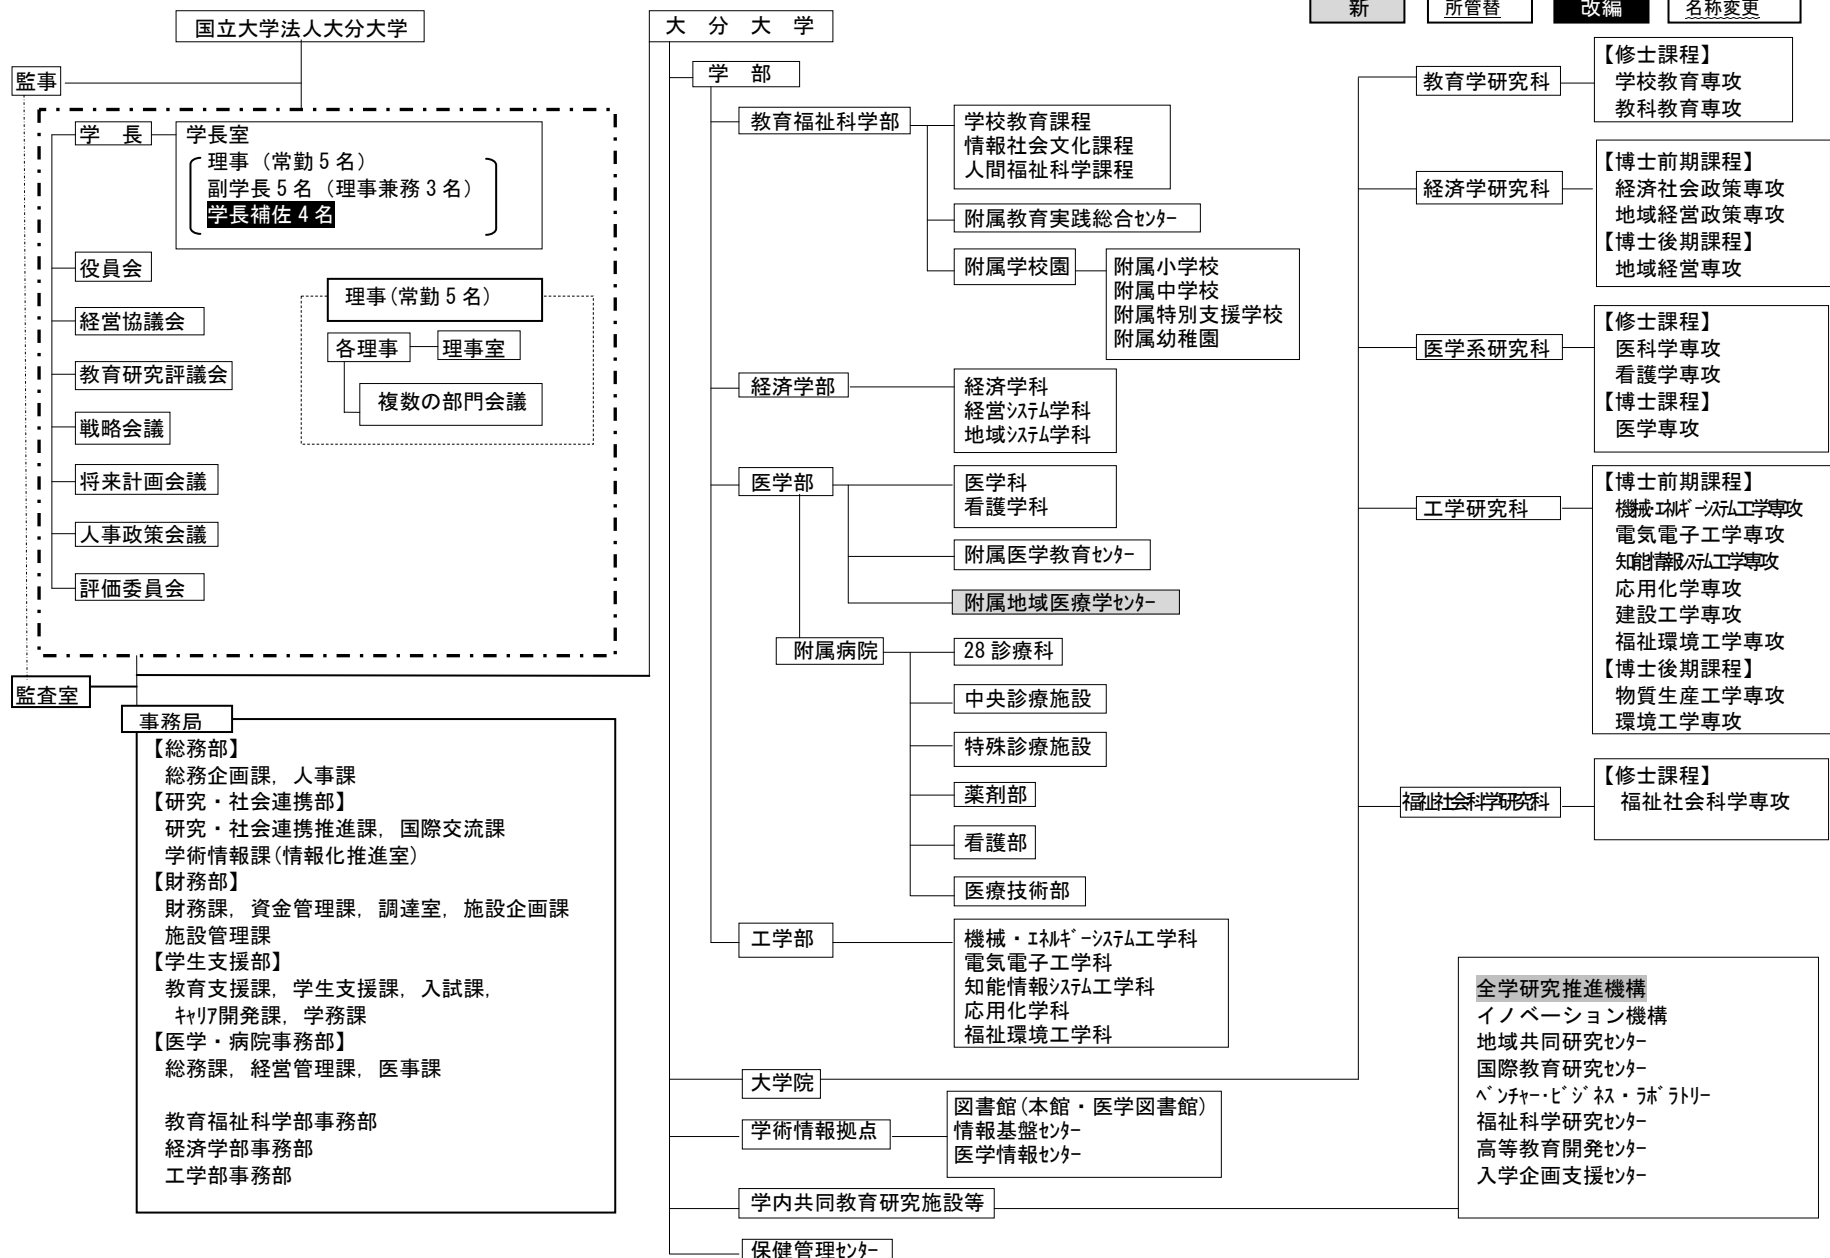 新
所管替
改編
名称変更
国立大学法人大分大学
監事
学　長
学長室
理事（常勤5名）
副学長5名（理事兼務3名）
学長補佐4名
役員会
経営協議会
教育研究評議会
戦略会議
将来計画会議
人事政策会議
評価委員会
理事(常勤5名)
各理事
理事室
複数の部門会議
監査室
事務局
【総務部】
総務企画課，人事課
【研究・社会連携部】
研究・社会連携推進課，国際交流課
学術情報課(情報化推進室)
【財務部】
財務課，資金管理課，調達室，施設企画課
施設管理課
【学生支援部】
教育支援課，学生支援課，入試課，
ｷｬﾘｱ開発課，学務課
【医学・病院事務部】
総務課，経営管理課，医事課
教育福祉科学部事務部
経済学部事務部
工学部事務部
大　分　大　学
学　部
教育福祉科学部
学校教育課程
情報社会文化課程
人間福祉科学課程
附属教育実践総合ｾﾝﾀｰ
附属学校園
附属小学校
附属中学校
附属特別支援学校
附属幼稚園
経済学部
経済学科
経営ｼｽﾃﾑ学科
地域ｼｽﾃﾑ学科
医学部
医学科
看護学科
附属医学教育ｾﾝﾀｰ
附属地域医療学ｾﾝﾀｰ
附属病院
28診療科
中央診療施設
特殊診療施設
薬剤部
看護部
医療技術部
工学部
機械・ｴﾈﾙｷﾞｰｼｽﾃﾑ工学科
電気電子工学科
知能情報ｼｽﾃﾑ工学科
応用化学科
福祉環境工学科
大学院
学術情報拠点
図書館(本館・医学図書館)
情報基盤ｾﾝﾀｰ
医学情報ｾﾝﾀｰ
学内共同教育研究施設等
保健管理ｾﾝﾀｰ
教育学研究科
【修士課程】
学校教育専攻
教科教育専攻
経済学研究科
【博士前期課程】
経済社会政策専攻
地域経営政策専攻
【博士後期課程】
地域経営専攻
医学系研究科
【修士課程】
医科学専攻
看護学専攻
【博士課程】
医学専攻
工学研究科
【博士前期課程】
機械・ｴﾈﾙｷﾞｰｼｽﾃﾑ工学専攻
電気電子工学専攻
知能情報ｼｽﾃﾑ工学専攻
応用化学専攻
建設工学専攻
福祉環境工学専攻
【博士後期課程】
物質生産工学専攻
環境工学専攻
福祉社会科学研究科
【修士課程】
福祉社会科学専攻
全学研究推進機構
イノベーション機構
地域共同研究ｾﾝﾀｰ
国際教育研究ｾﾝﾀｰ
ﾍﾞﾝﾁｬｰ・ﾋﾞｼﾞﾈｽ・ﾗﾎﾞﾗﾄﾘｰ
福祉科学研究ｾﾝﾀｰ
高等教育開発ｾﾝﾀｰ
入学企画支援ｾﾝﾀｰ